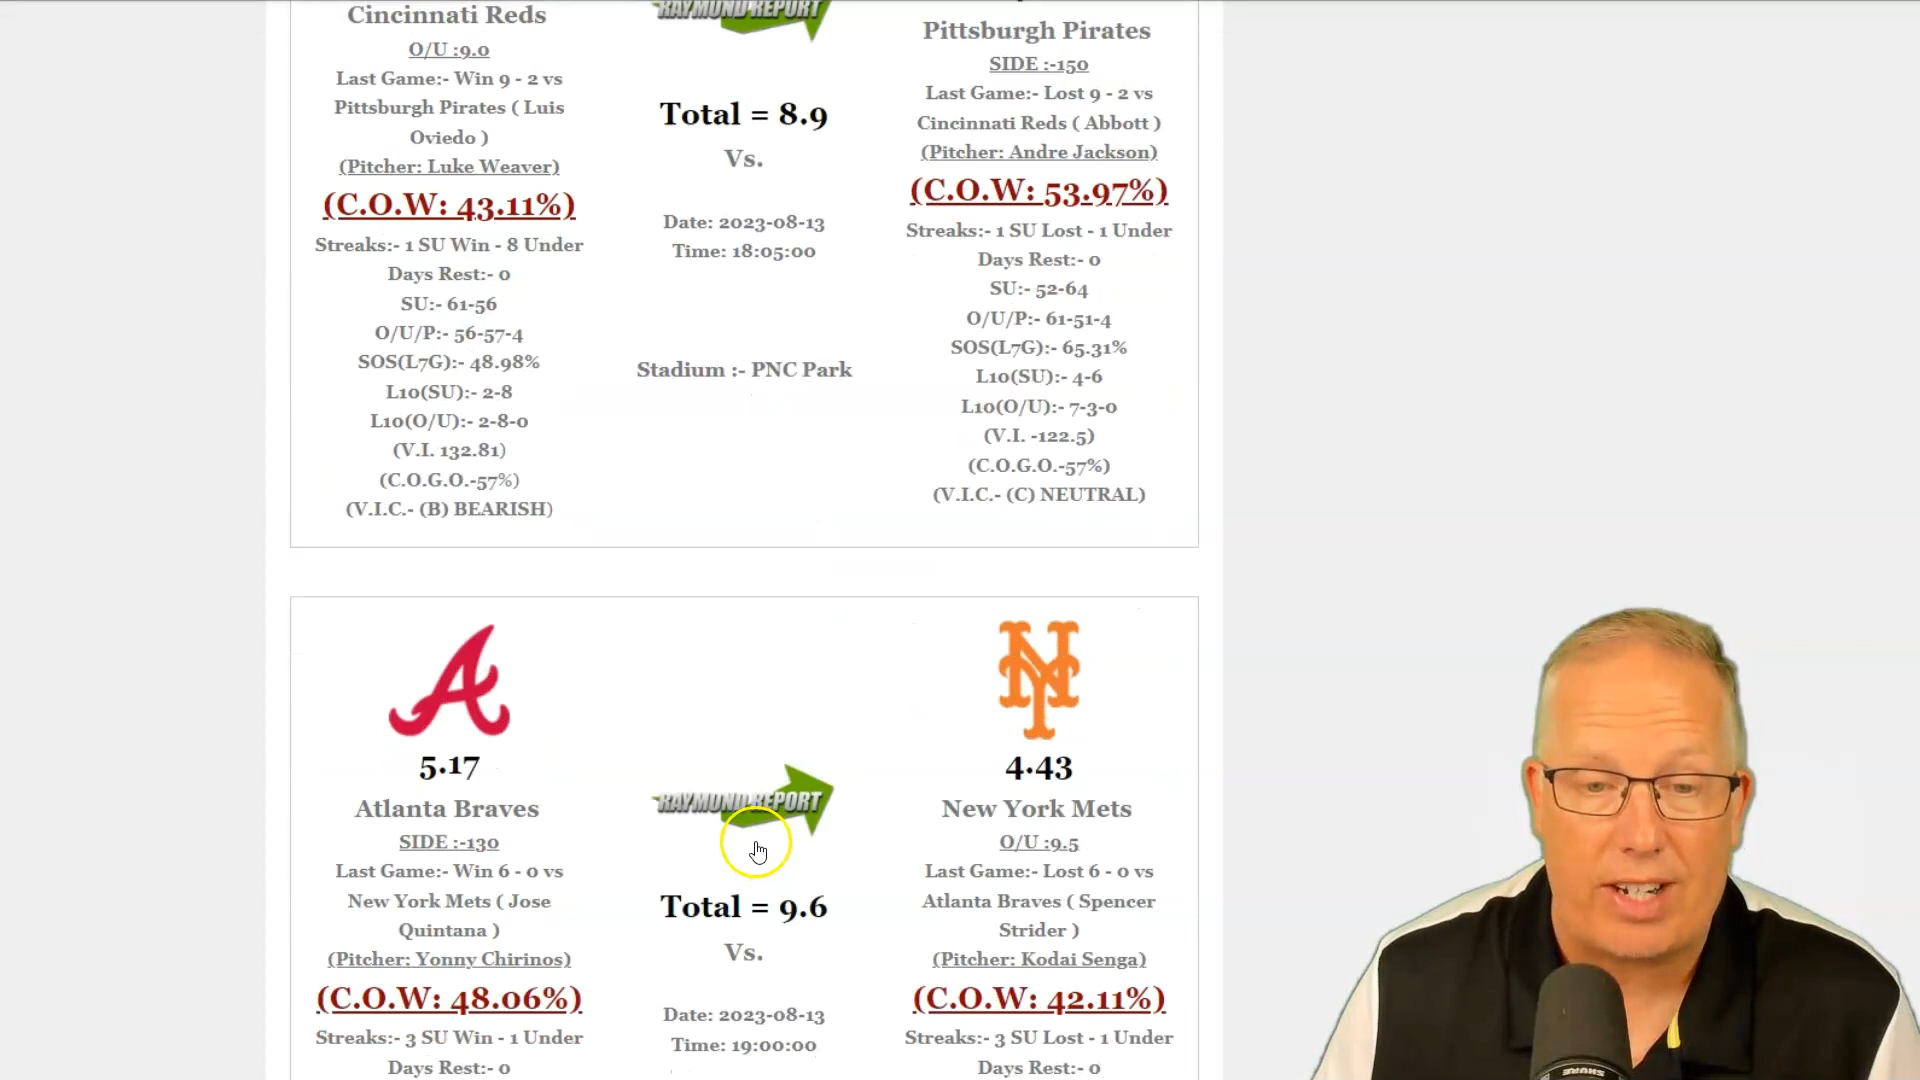 Cincinnati Reds
O/U :9.0
Last Game:- Win 9 - 2 vs
Pittsburgh Pirates ( Luis
Oviedo )
(Pitcher: Luke Weaver)
(C.O.W: 43.11%)
Streaks:- 1 SU Win - 8 Under
Days Rest:- 0
SU:- 61-56
O/U/P:- 56-57-4
SOS(L7G):- 48.98%
L10(SU):- 2-8
L10(O/U):- 2-8-0
(V.I. 132.81)
(C.O.G.O.-57%)
(V.I.C.- (B) BEARISH)
RAYMOND REPORT
Total = 8.9
Vs.
Date: 2023-08-13
Time: 18:05:00
Stadium :- PNC Park
Pittsburgh Pirates
SIDE :-150
Last Game:- Lost 9 - 2 vs
Cincinnati Reds ( Abbott )
(Pitcher: Andre Jackson)
(C.O.W: 53.97%)
Streaks:- 1 SU Lost - 1 Under
Days Rest:- 0
SU:- 52-64
O/U/P:- 61-51-4
SOS(L7G):- 65.31%
L10(SU):- 4-6
L10(O/U):- 7-3-0
(V.I. -122.5)
(C.O.G.O.-57%)
(V.I.C.- (C) NEUTRAL)
A
5.17
Atlanta Braves
SIDE :-130
Last Game:- Win 6 - 0 vs
New York Mets ( Jose
Quintana )
(Pitcher: Yonny Chirinos)
(C.O.W: 48.06%)
Streaks:- 3 SU Win - 1 Under
Days Rest:- 0
RAYMOND REPORT
Total = 9.6
Vs.
Date: 2023-08-13
Time: 19:00:00
NY
4.43
New York Mets
O/U :9.5
Last Game:- Lost 6 - 0 vs
Atlanta Braves ( Spencer
Strider )
(Pitcher: Kodai Senga)
(C.O.W: 42.11%)
Streaks:- 3 SU Lost - 1 Under
Days Rest:- 0
SHURE